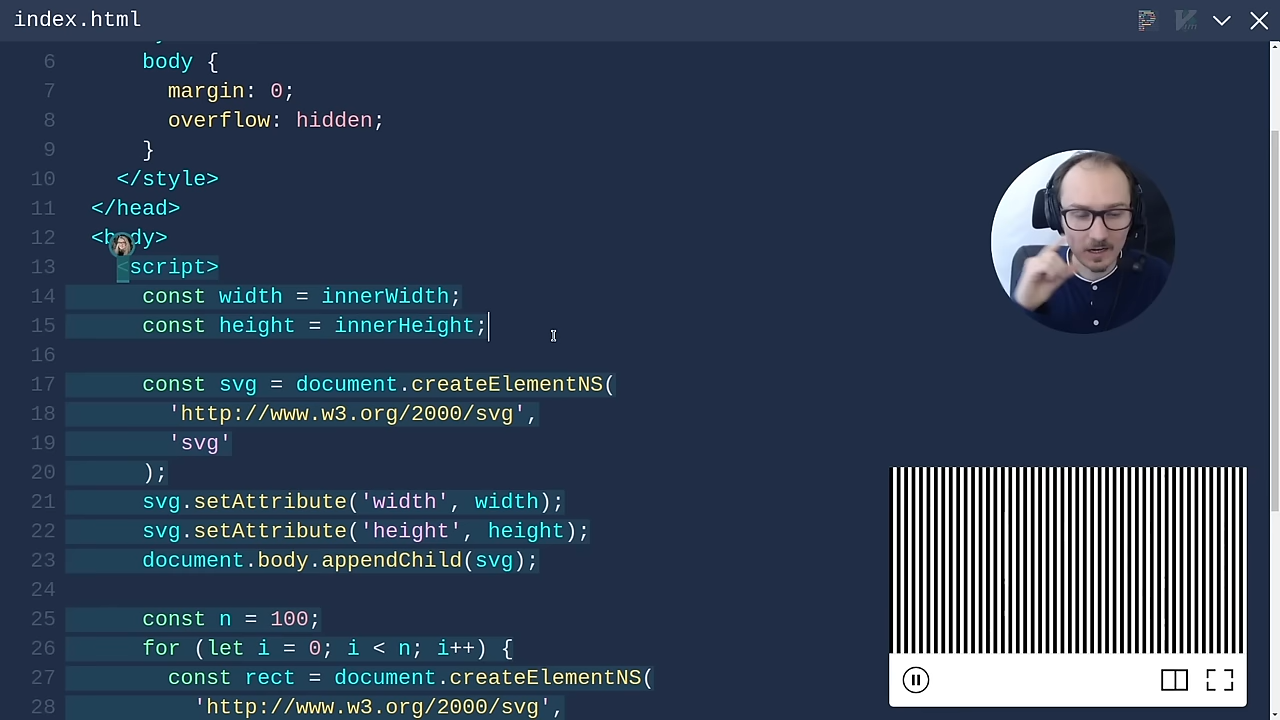 index.html
6 body {
7 margin: 0;
8 overflow: hidden;
9 }
10 </style>
11 </head>
12 <body>
13 <script>
14 const width = innerWidth;
15 const height = innerHeight;
16
17 const svg = document.createElementNS(
18 'http://www.w3.org/2000/svg',
19 'svg'
20 );
21 svg.setAttribute('width', width);
22 svg.setAttribute('height', height);
23 document.body.appendChild(svg);
24
25 const n = 100;
26 for (let i = 0; i < n; i++) {
27 const rect = document.createElementNS(
28 'http://www.w3.org/2000/svg',